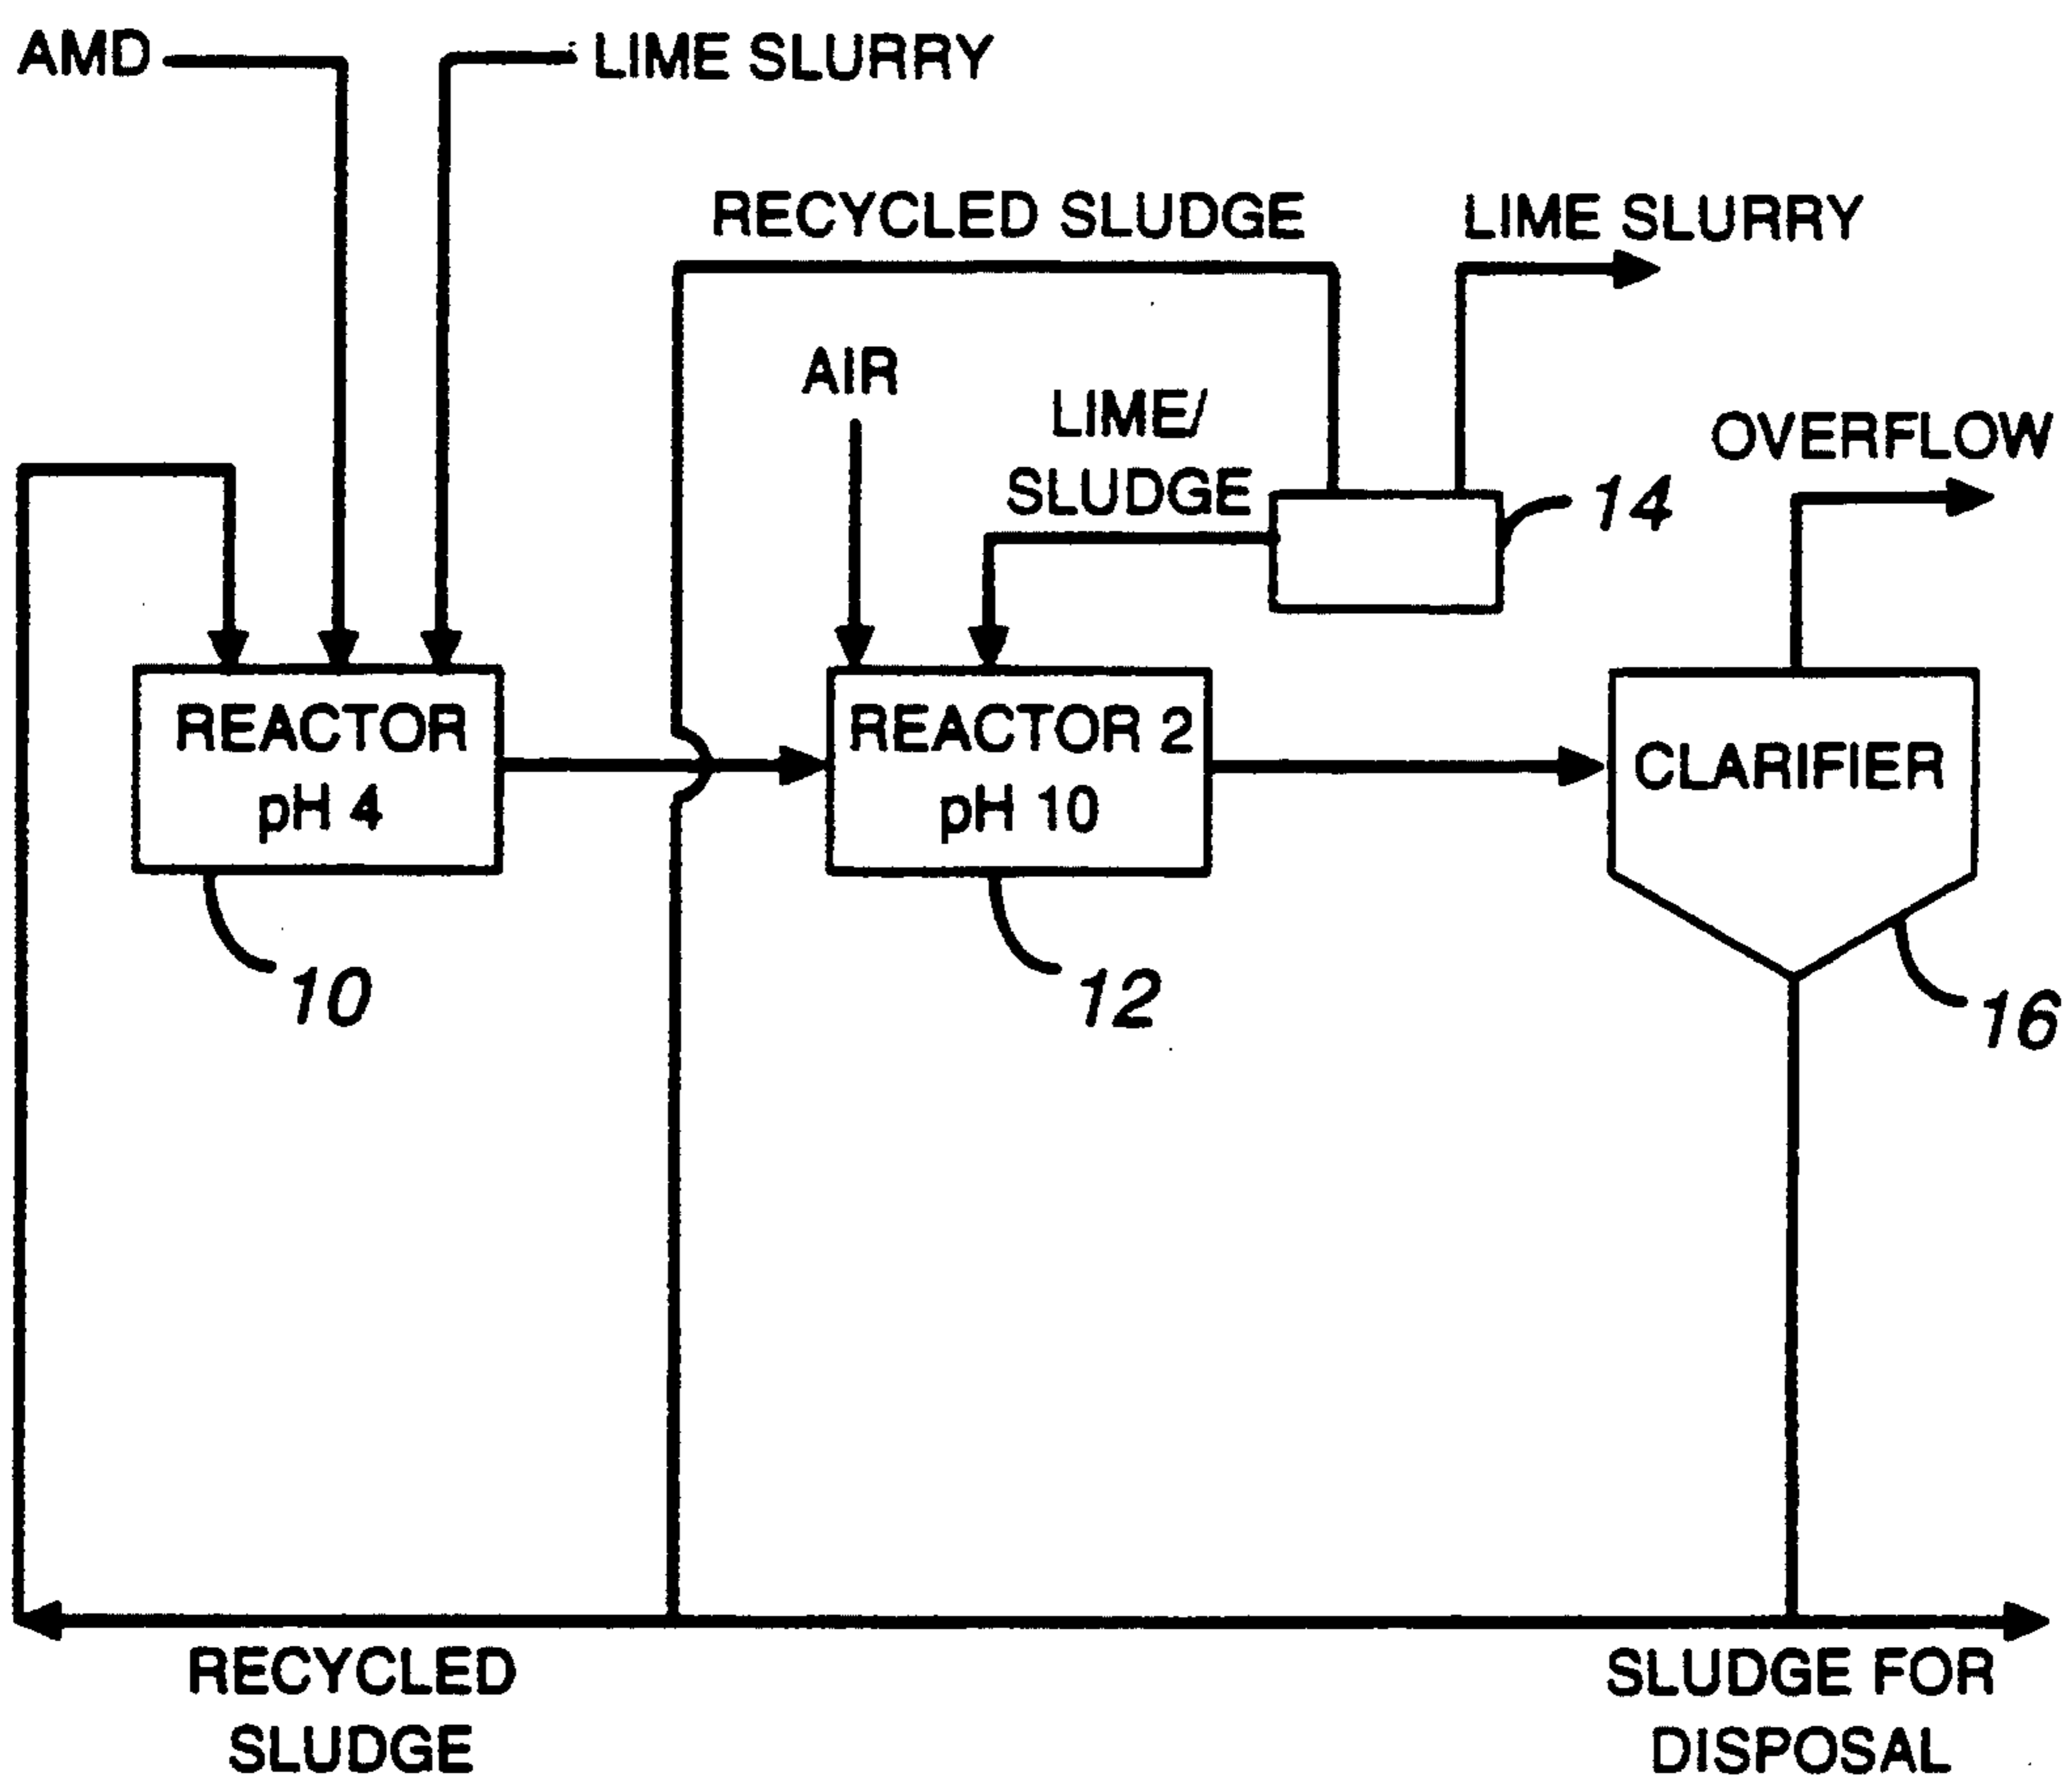 AMD
LIME SLURRY
RECYCLED SLUDGE
LIME SLURRY
AIR
LIME/
SLUDGE
OVERFLOW
14
REACTOR
pH 4
REACTOR 2
pH 10
CLARIFIER
10
12
16
RECYCLED
SLUDGE
SLUDGE FOR
DISPOSAL